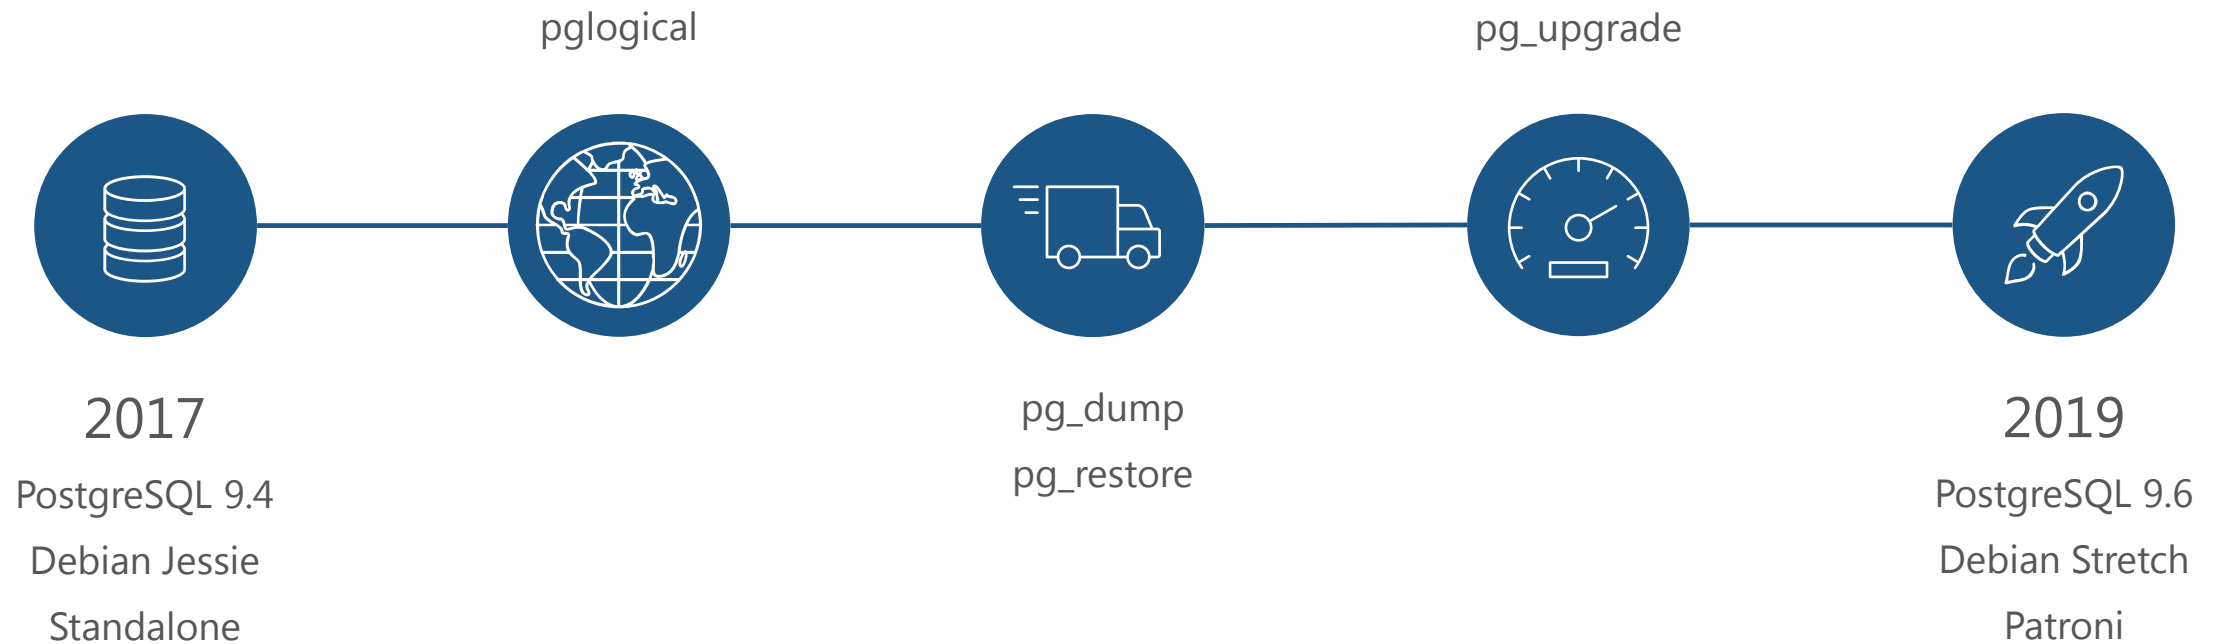 pglogical
pg_upgrade
2017
PostgreSQL 9.4
Debian Jessie
Standalone
pg_dump
pg_restore
2019
PostgreSQL 9.6
Debian Stretch
Patroni